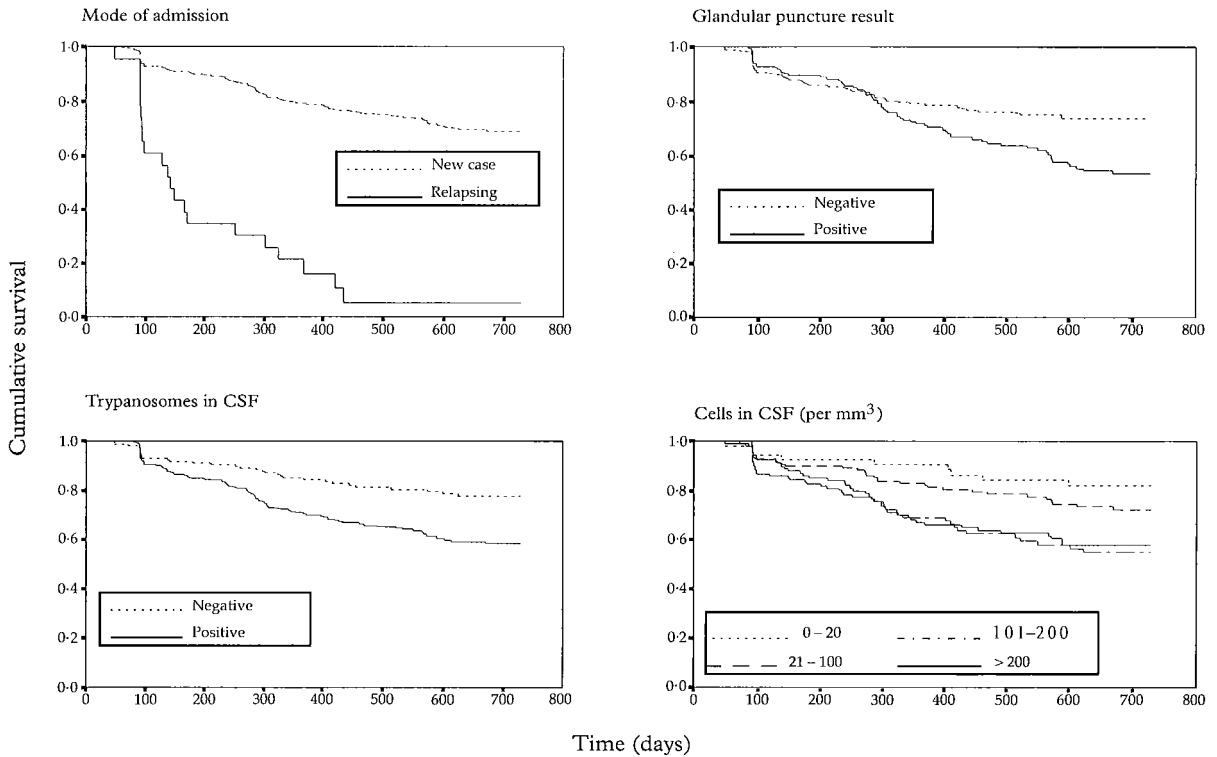 Mode of admission
1·0
0·8
0·6
0·4
0·2
0·0
0 100 200 300 400 500 600 700 800
New case
Relapsing
Glandular puncture result
1·0
0·8
0·6
0·4
0·2
0·0
0 100 200 300 400 500 600 700 800
Negative
Positive
Cumulative survival
Trypanosomes in CSF
1·0
0·8
0·6
0·4
0·2
0·0
0 100 200 300 400 500 600 700 800
Negative
Positive
Cells in CSF (per mm³)
1·0
0·8
0·6
0·4
0·2
0·0
0 100 200 300 400 500 600 700 800
0–20
101–200
21–100
>200
Time (days)